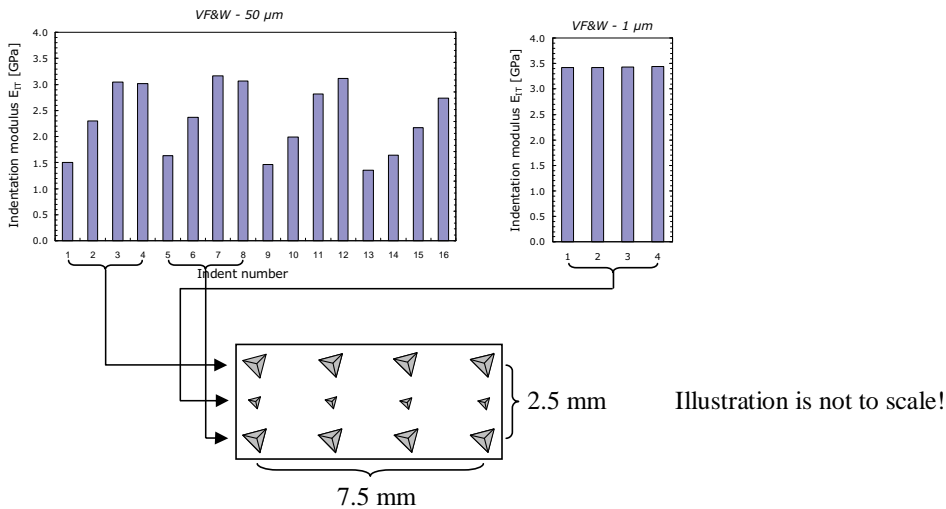 VF&W - 50 µm
Indentation modulus E_IT [GPa]
4.0
3.5
3.0
2.5
2.0
1.5
1.0
0.5
0.0
1 2 3 4 5 6 7 8 9 10 11 12 13 14 15 16
Indent number
VF&W - 1 µm
Indentation modulus E_IT [GPa]
4.0
3.5
3.0
2.5
2.0
1.5
1.0
0.5
0.0
1 2 3 4
2.5 mm
Illustration is not to scale!
7.5 mm